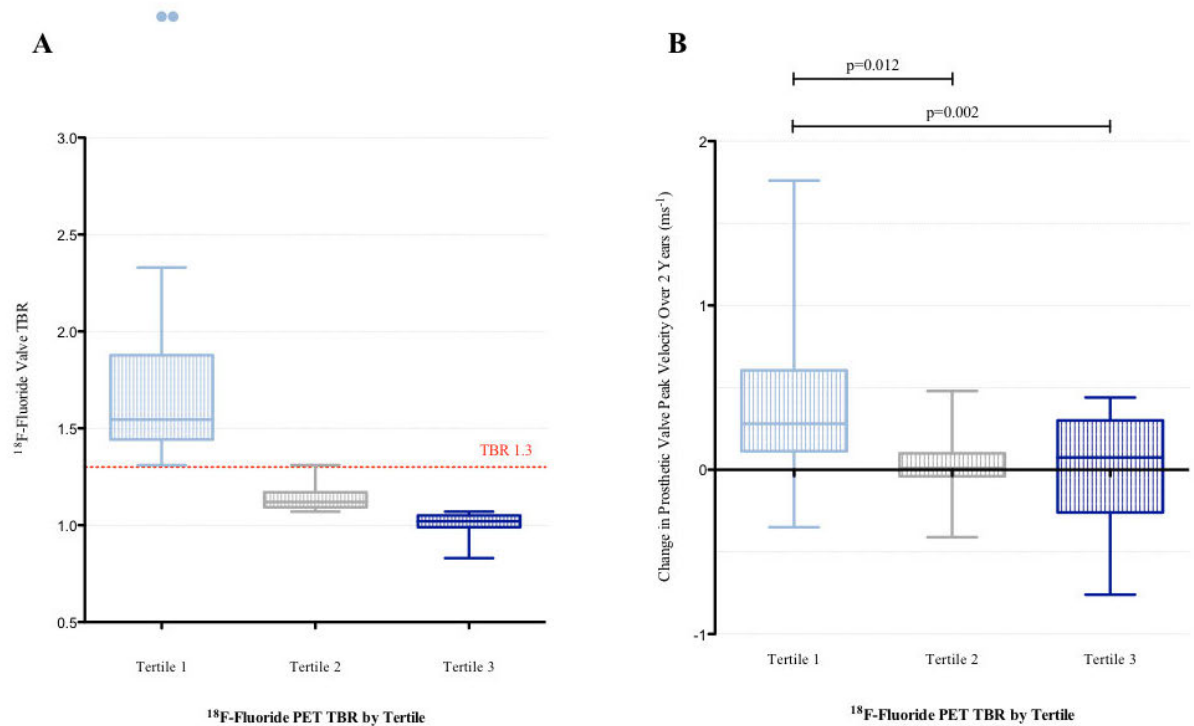 A
3.0
2.5
2.0
1.5
1.0
0.5
¹⁸F-Fluoride Valve TBR
TBR 1.3
Tertile 1
Tertile 2
Tertile 3
¹⁸F-Fluoride PET TBR by Tertile
B
p=0.012
p=0.002
2
1
0
-1
Change in Prosthetic Valve Peak Velocity Over 2 Years (ms⁻¹)
Tertile 1
Tertile 2
Tertile 3
¹⁸F-Fluoride PET TBR by Tertile